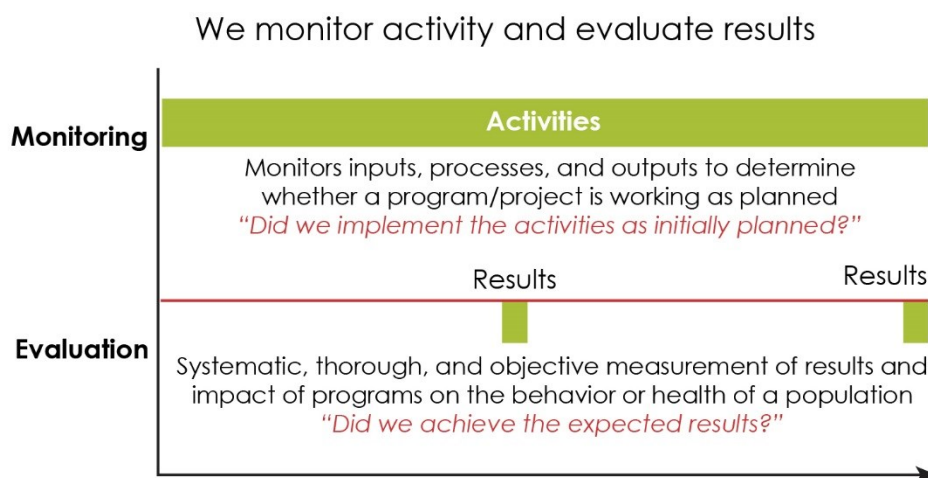 We monitor activity and evaluate results
Monitoring
Activities
Monitors inputs, processes, and outputs to determine
whether a program/project is working as planned
“Did we implement the activities as initially planned?”
Results
Results
Evaluation
Systematic, thorough, and objective measurement of results and
impact of programs on the behavior or health of a population
“Did we achieve the expected results?”